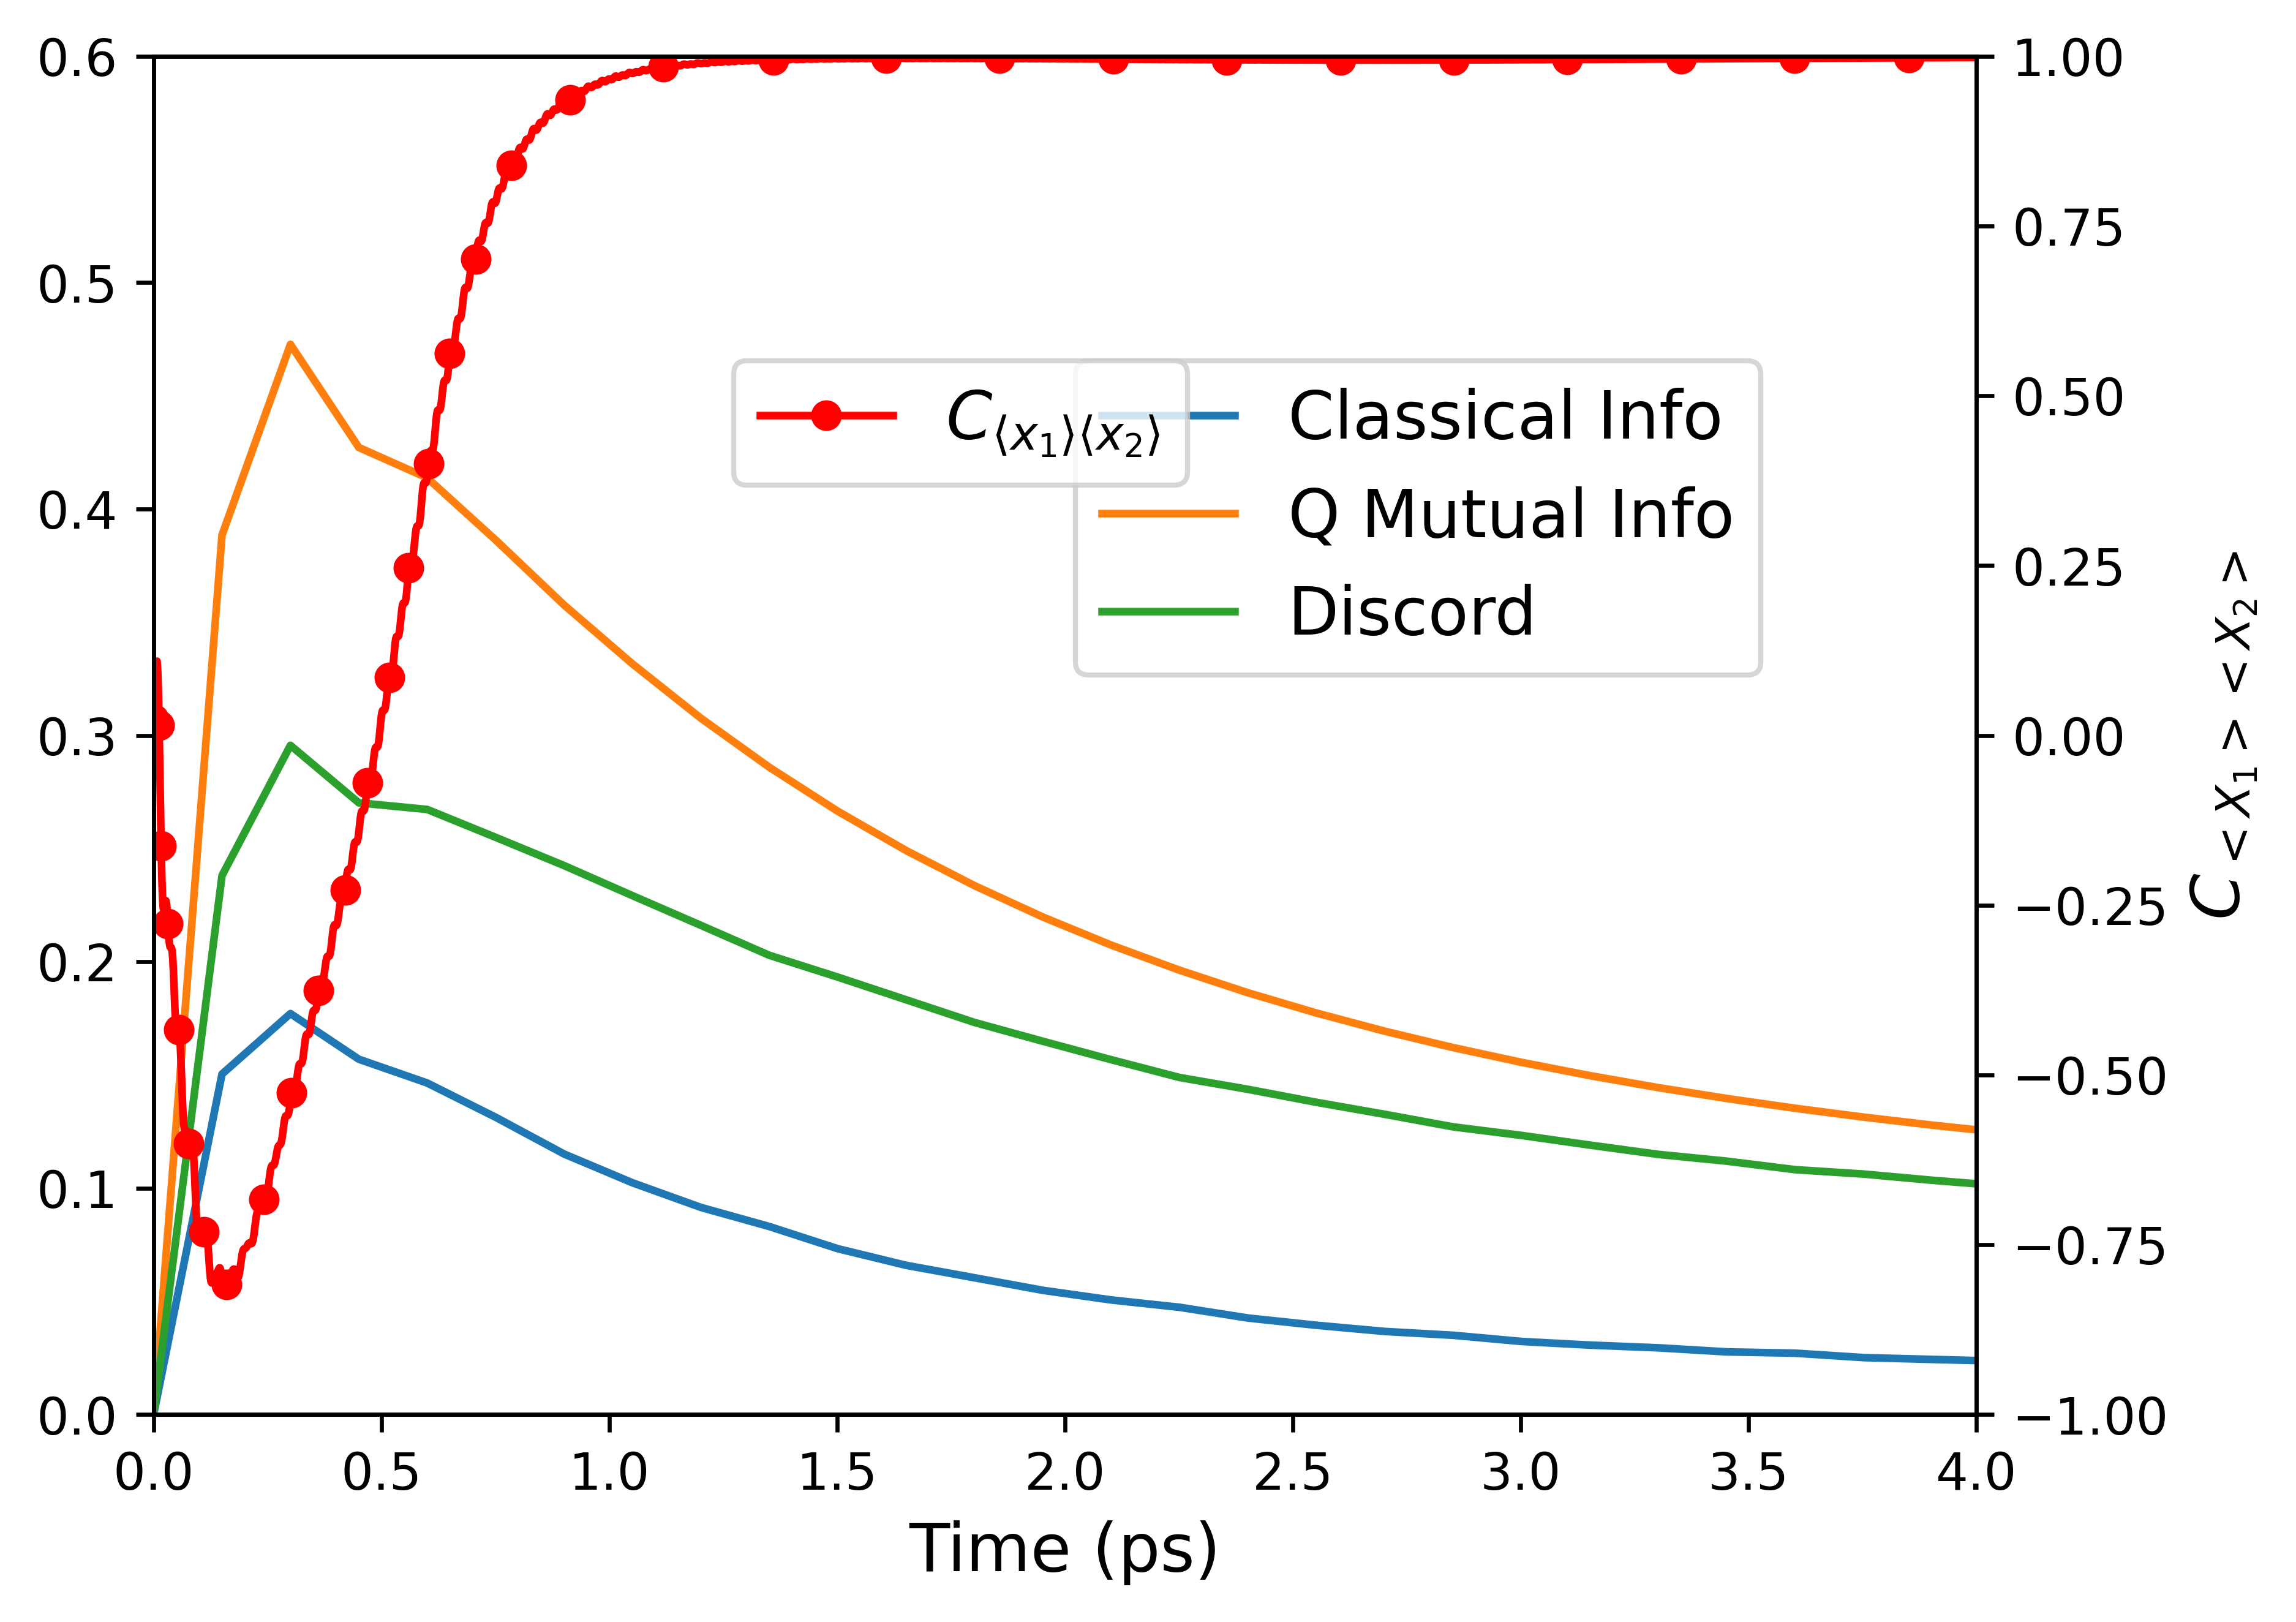 0.6
0.5
0.4
0.3
0.2
0.1
0.0
1.00
0.75
0.50
0.25
0.00
−0.25
−0.50
−0.75
−1.00
C⟨x₁⟩⟨x₂⟩
Classical Info
Q Mutual Info
Discord
C<X₁><X₂>
0.0 0.5 1.0 1.5 2.0 2.5 3.0 3.5 4.0
Time (ps)